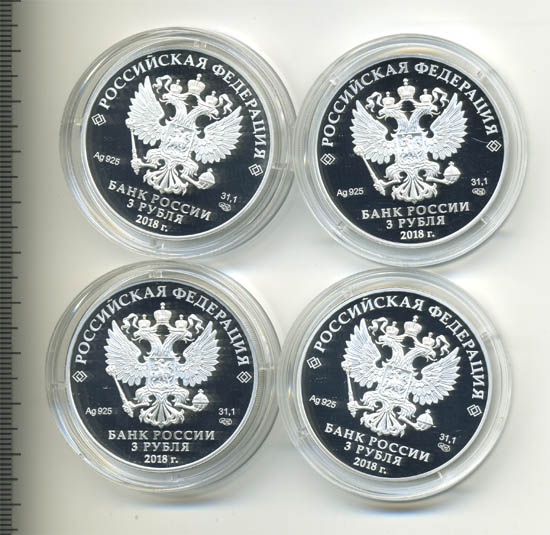 РОССИЙСКАЯ ФЕДЕРАЦИЯ
Ag 925
31,1
БАНК РОССИИ
3 РУБЛЯ
2018 г.
РОССИЙСКАЯ ФЕДЕРАЦИЯ
Ag 925
31,1
БАНК РОССИИ
3 РУБЛЯ
2018 г.
РОССИЙСКАЯ ФЕДЕРАЦИЯ
Ag 925
31,1
БАНК РОССИИ
3 РУБЛЯ
2018 г.
РОССИЙСКАЯ ФЕДЕРАЦИЯ
Ag 925
31,1
БАНК РОССИИ
3 РУБЛЯ
2018 г.